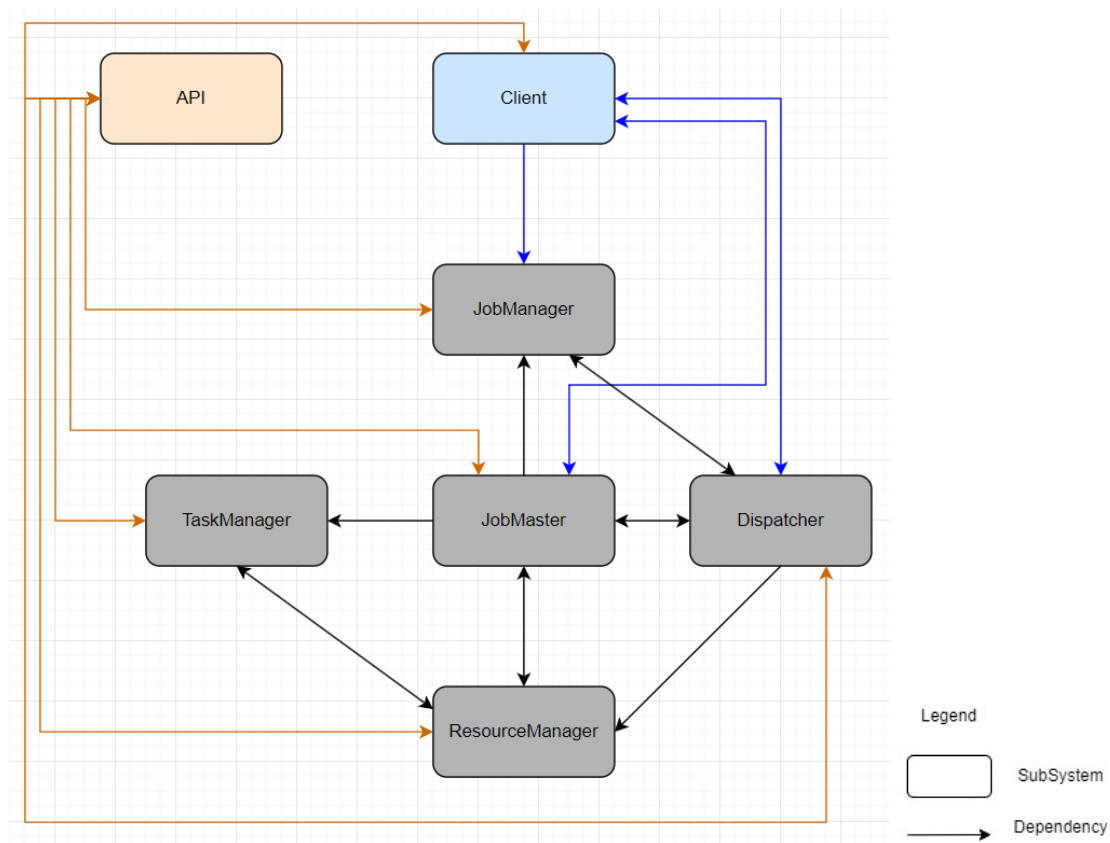 API
Client
JobManager
TaskManager
JobMaster
Dispatcher
ResourceManager
Legend
SubSystem
Dependency